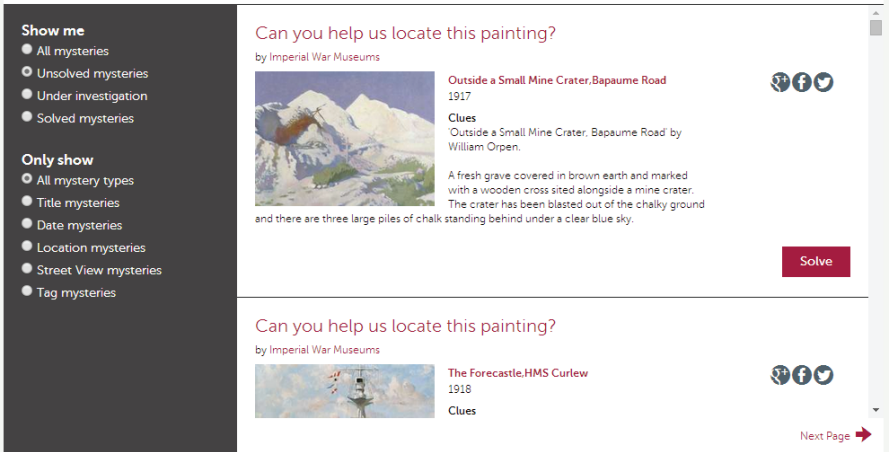 Show me
All mysteries
Unsolved mysteries
Under investigation
Solved mysteries
Only show
All mystery types
Title mysteries
Date mysteries
Location mysteries
Street View mysteries
Tag mysteries
Can you help us locate this painting?
by Imperial War Museums
Outside a Small Mine Crater,Bapaume Road
1917
Clues
'Outside a Small Mine Crater, Bapaume Road' by
William Orpen.
A fresh grave covered in brown earth and marked
with a wooden cross sited alongside a mine crater.
The crater has been blasted out of the chalky ground
and there are three large piles of chalk standing behind under a clear blue sky.
Solve
Can you help us locate this painting?
by Imperial War Museums
The Forecastle,HMS Curlew
1918
Clues
Next Page